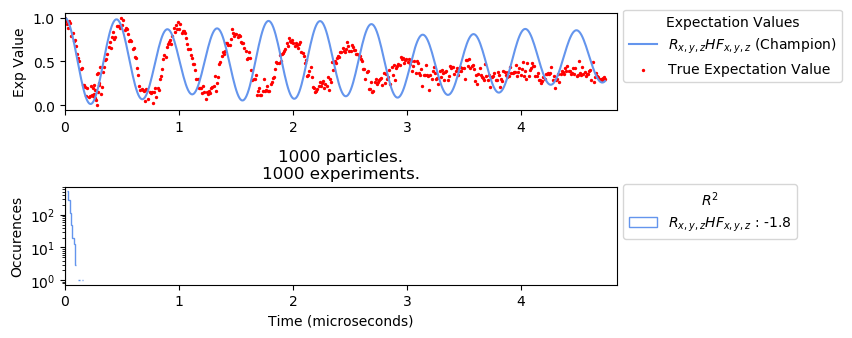 1.0
0.5
0.0
Exp Value
0 1 2 3 4
Expectation Values
R_{x,y,z}HF_{x,y,z} (Champion)
True Expectation Value
1000 particles.
1000 experiments.
10^2
10^1
10^0
Occurences
0 1 2 3 4
Time (microseconds)
R^2
R_{x,y,z}HF_{x,y,z} : -1.8